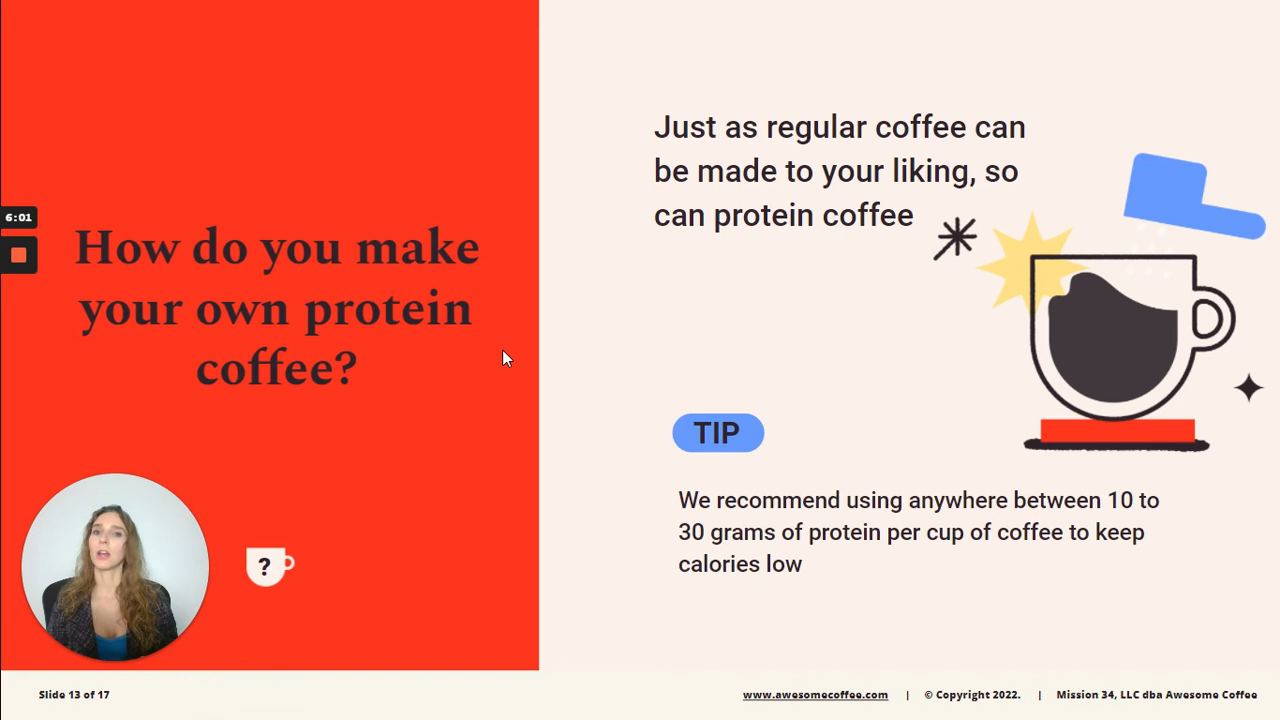 6:01
How do you make
your own protein
coffee?
?
Just as regular coffee can
be made to your liking, so
can protein coffee
TIP
We recommend using anywhere between 10 to
30 grams of protein per cup of coffee to keep
calories low
Slide 13 of 17
www.awesomecoffee.com | © Copyright 2022. | Mission 34, LLC dba Awesome Coffee